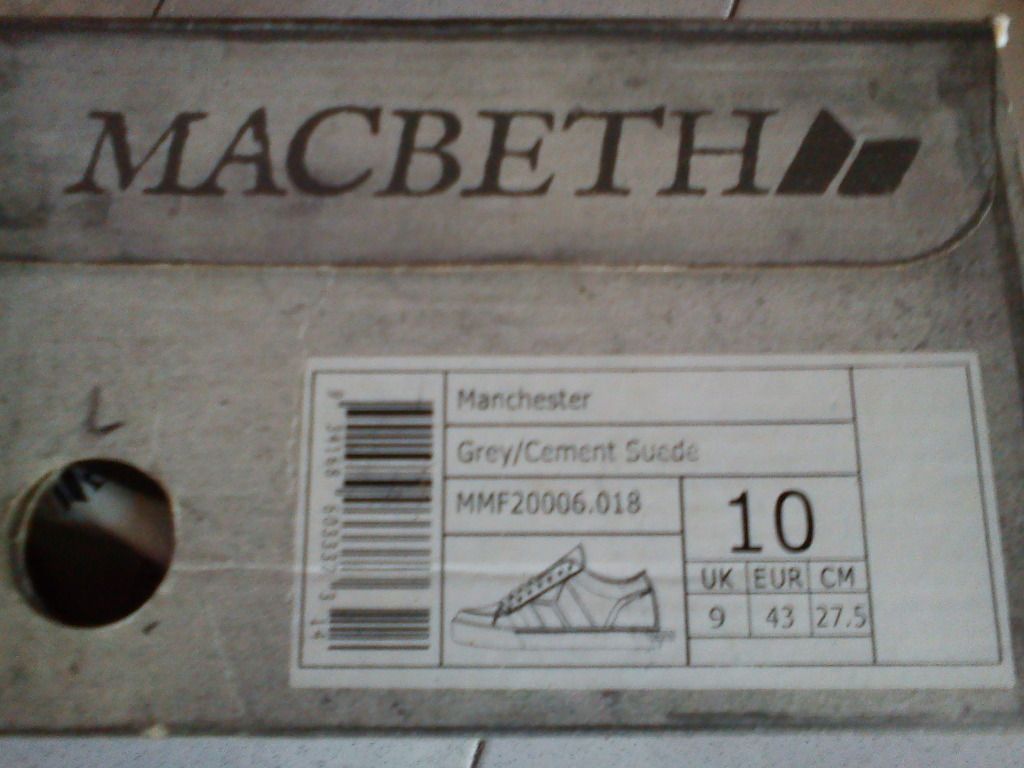 MACBETH
L
Manchester
Grey/Cement Suede
MMF20006.018
10
UK EUR CM
9 43 27.5